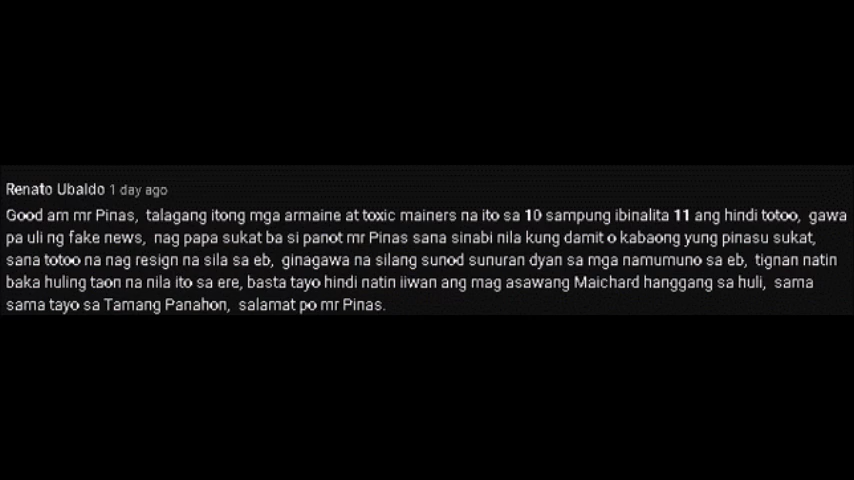 Renato Ubaldo 1 day ago
Good am mr Pinas, talagang itong mga armaine at toxic mainers na ito sa 10 sampung ibinalita 11 ang hindi totoo, gawa
pa uli ng fake news, nag papa sukat ba si panot mr Pinas sana sinabi nila kung damit o kabaong yung pinasu sukat,
sana totoo na nag resign na sila sa eb, ginagawa na silang sunod sunuran dyan sa mga namumuno sa eb, tignan natin
baka huling taon na nila ito sa ere, basta tayo hindi natin iiwan ang mag asawang Maichard hanggang sa huli, sama
sama tayo sa Tamang Panahon, salamat po mr Pinas.